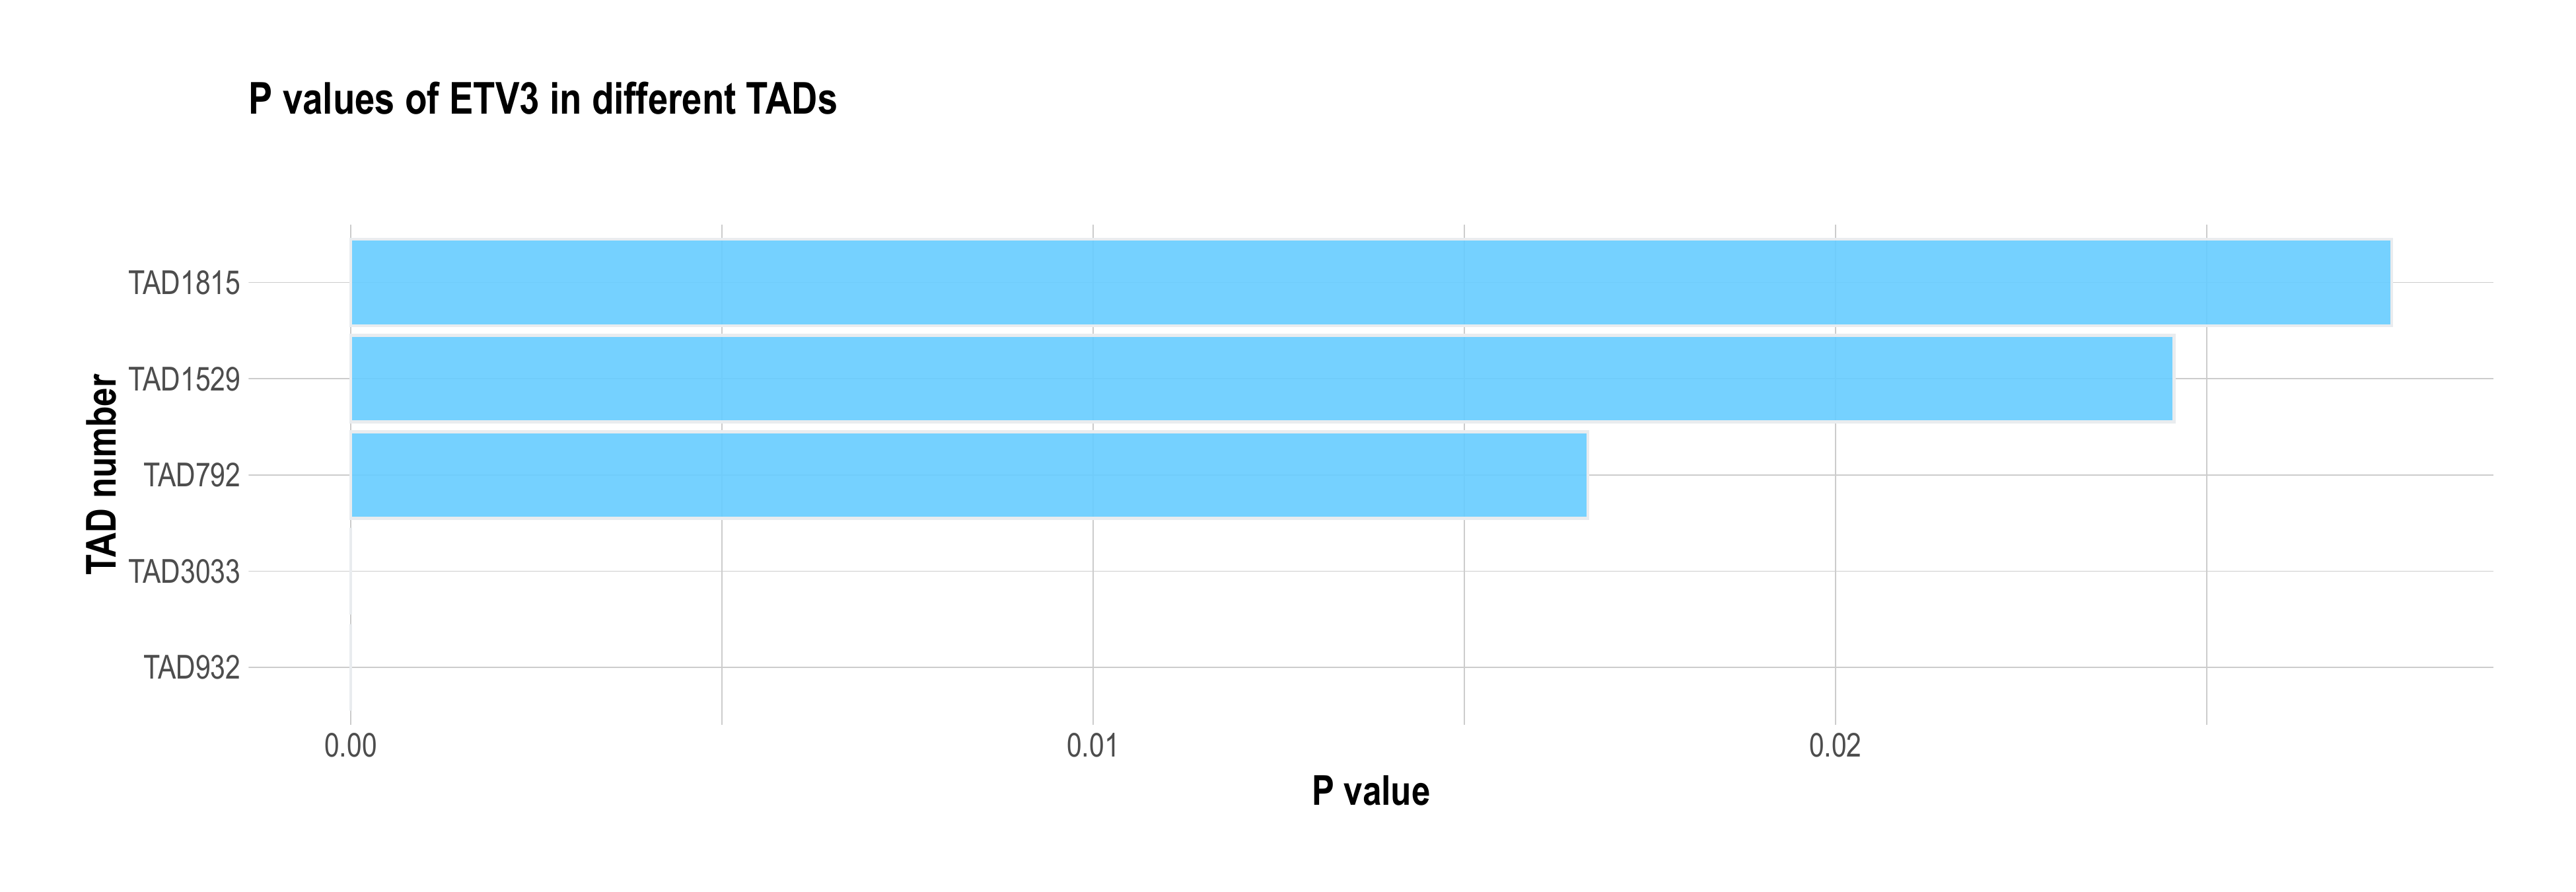 P values of ETV3 in different TADs
TAD number
TAD1815
TAD1529
TAD792
TAD3033
TAD932
0.00
0.01
0.02
P value